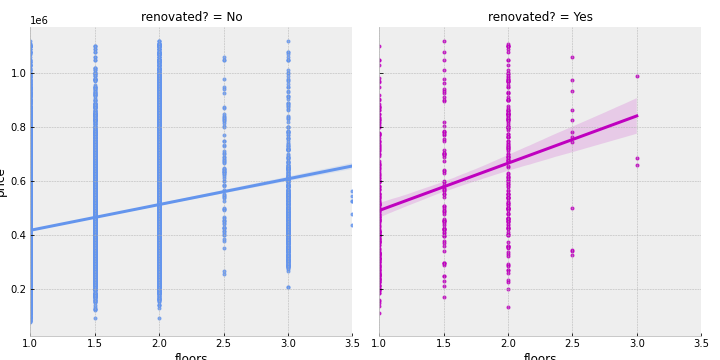 renovated? = No
renovated? = Yes
1e6
1.0
0.8
0.6
0.4
0.2
price
1.0 1.5 2.0 2.5 3.0 3.5
1.0 1.5 2.0 2.5 3.0 3.5
floors
floors